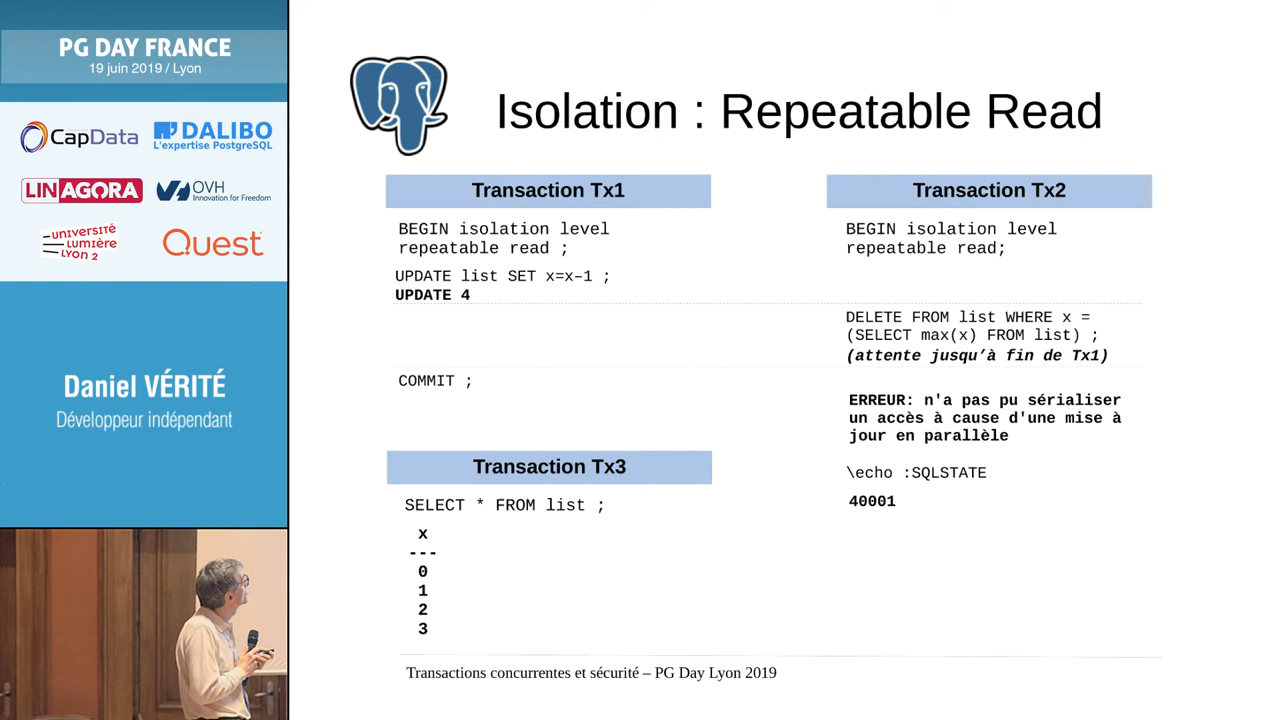 PG DAY FRANCE
19 juin 2019 / Lyon
CapData
DALIBO
L'expertise PostgreSQL
LINAGORA
OVH
Innovation for Freedom
UNIVERSITÉ
LUMIÈRE
LYON 2
Quest
Daniel VÉRITÉ
Développeur indépendant
Isolation : Repeatable Read
Transaction Tx1
BEGIN isolation level
repeatable read ;
UPDATE list SET x=x–1 ;
UPDATE 4
COMMIT ;
Transaction Tx2
BEGIN isolation level
repeatable read;
DELETE FROM list WHERE x =
(SELECT max(x) FROM list) ;
(attente jusqu’à fin de Tx1)
ERREUR: n'a pas pu sérialiser
un accès à cause d'une mise à
jour en parallèle
\echo :SQLSTATE
40001
Transaction Tx3
SELECT * FROM list ;
x
---
0
1
2
3
Transactions concurrentes et sécurité – PG Day Lyon 2019